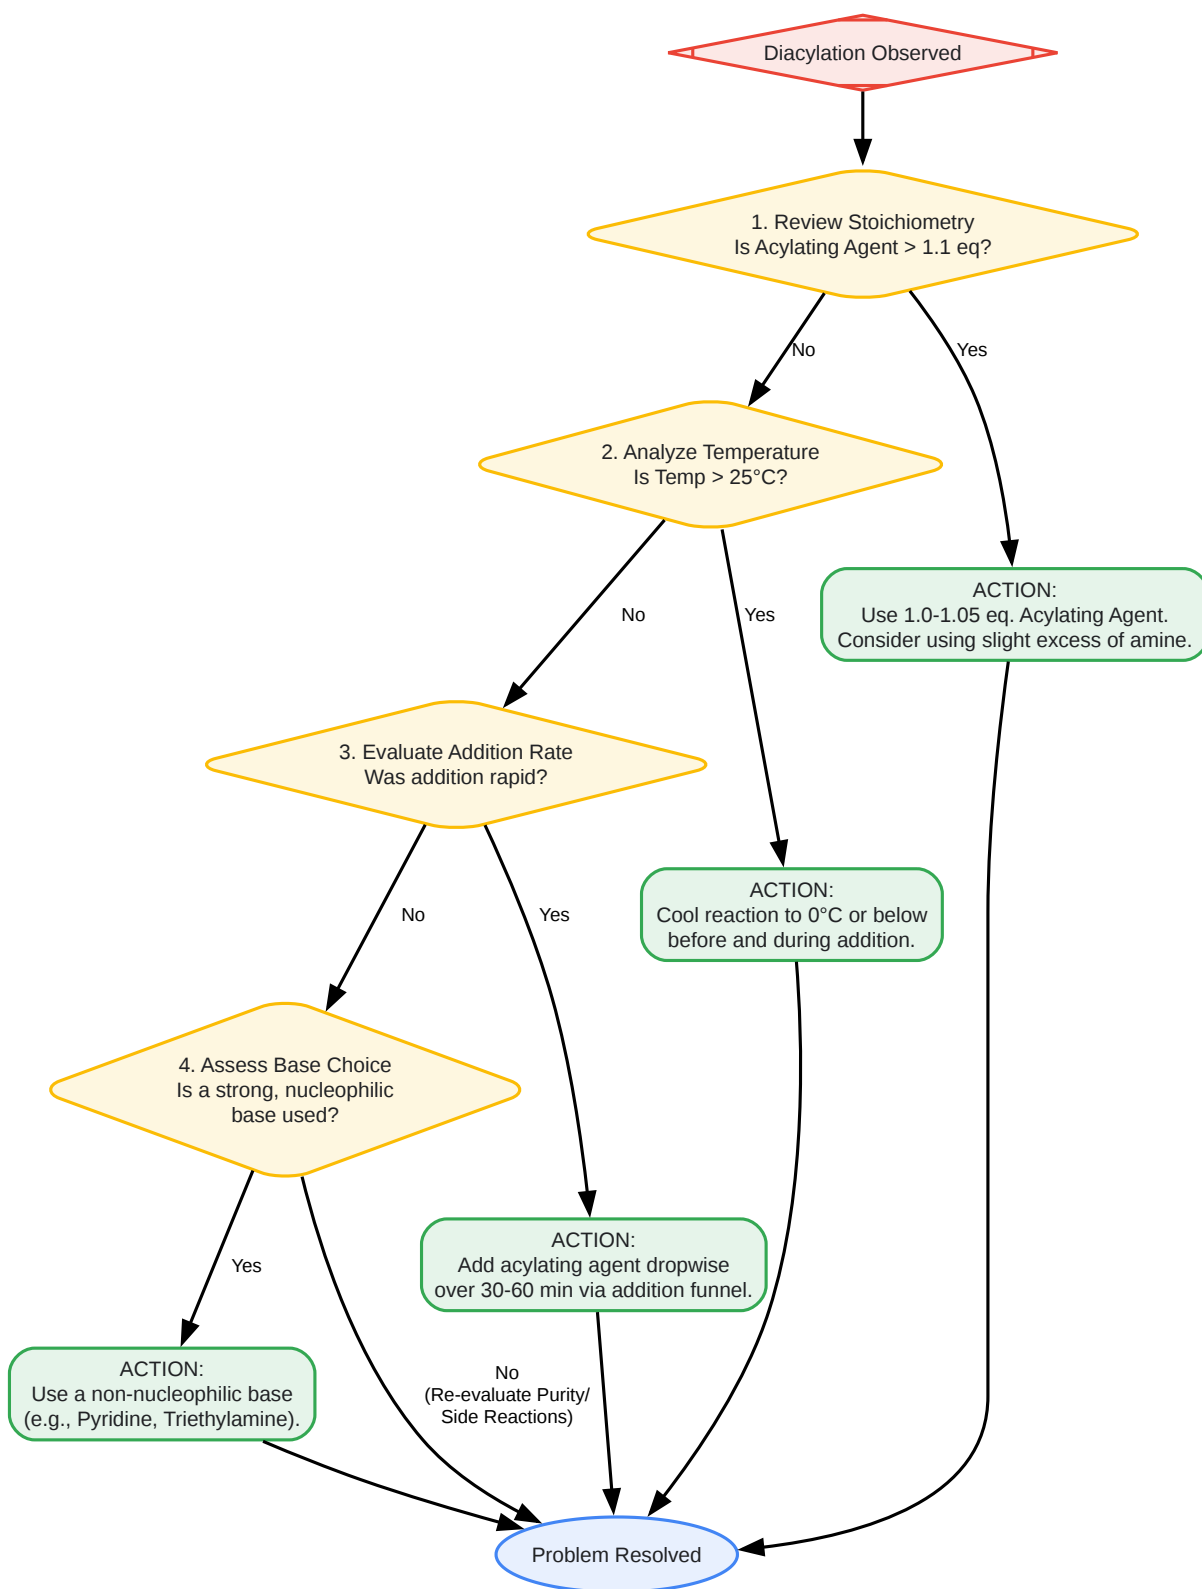 Diacylation Observed
1. Review Stoichiometry
Is Acylating Agent > 1.1 eq?
No
Yes
2. Analyze Temperature
Is Temp > 25°C?
ACTION:
Use 1.0-1.05 eq. Acylating Agent.
Consider using slight excess of amine.
No
Yes
3. Evaluate Addition Rate
Was addition rapid?
ACTION:
Cool reaction to 0°C or below
before and during addition.
No
Yes
4. Assess Base Choice
Is a strong, nucleophilic
base used?
ACTION:
Add acylating agent dropwise
over 30-60 min via addition funnel.
Yes
No
(Re-evaluate Purity/
Side Reactions)
ACTION:
Use a non-nucleophilic base
(e.g., Pyridine, Triethylamine).
Problem Resolved